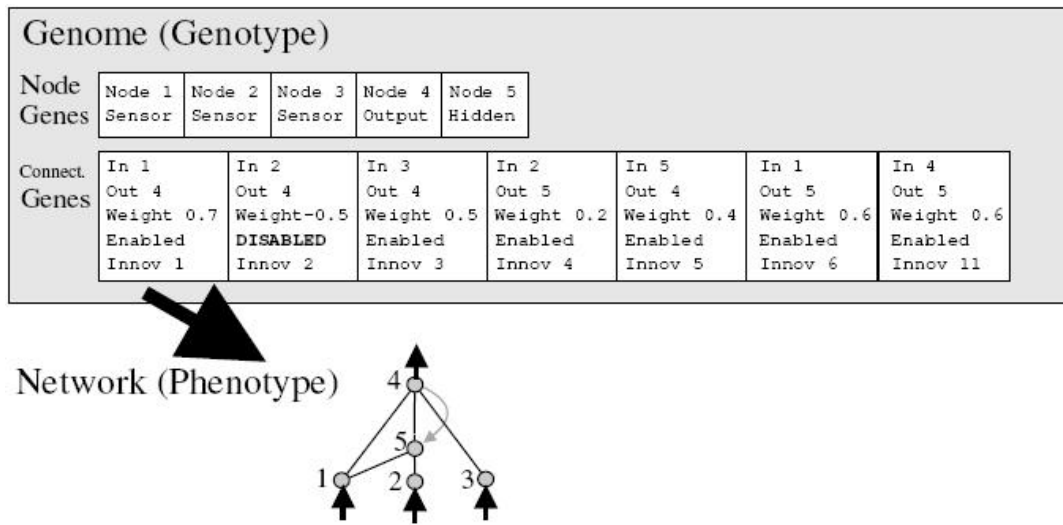 Genome (Genotype)
Node Genes
Node 1 Sensor
Node 2 Sensor
Node 3 Sensor
Node 4 Output
Node 5 Hidden
Connect. Genes
In 1
Out 4
Weight 0.7
Enabled
Innov 1
In 2
Out 4
Weight-0.5
DISABLED
Innov 2
In 3
Out 4
Weight 0.5
Enabled
Innov 3
In 2
Out 5
Weight 0.2
Enabled
Innov 4
In 5
Out 4
Weight 0.4
Enabled
Innov 5
In 1
Out 5
Weight 0.6
Enabled
Innov 6
In 4
Out 5
Weight 0.6
Enabled
Innov 11
Network (Phenotype)
4
5
1
2
3